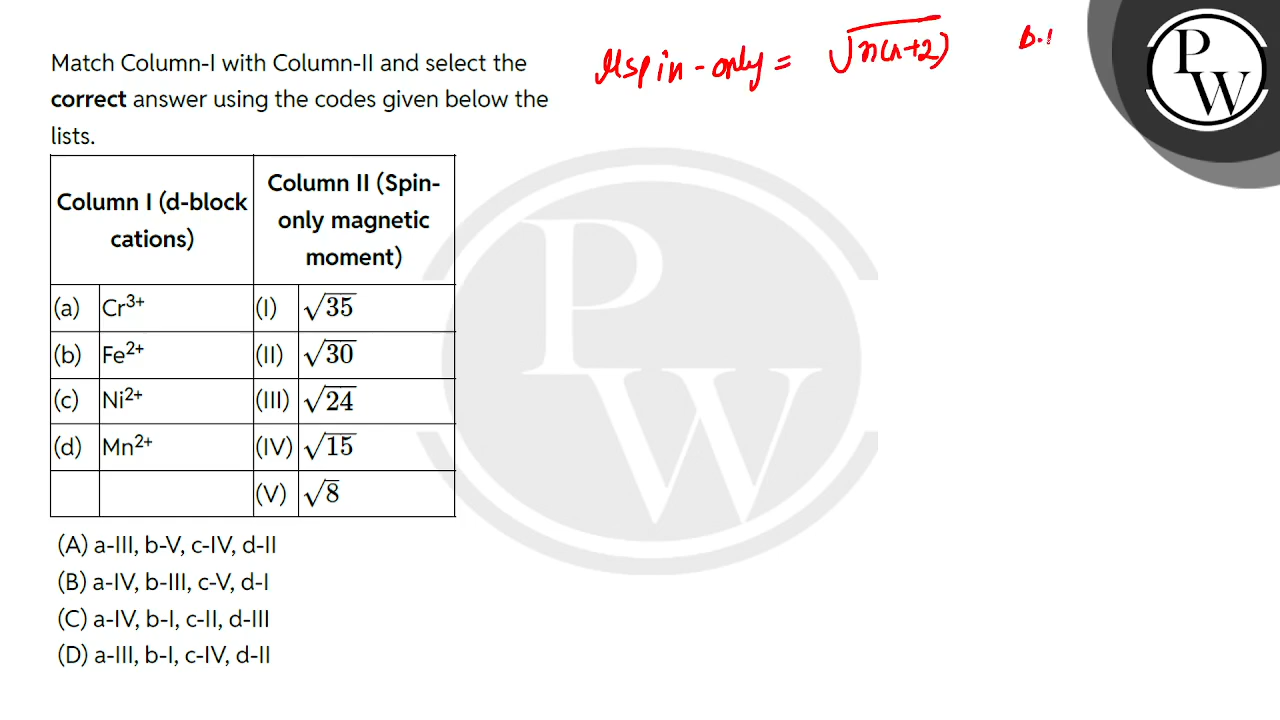 Match Column-I with Column-II and select the
correct answer using the codes given below the
lists.
Column I (d-block cations) Column II (Spin-only magnetic moment)
(a) Cr³⁺ (I) √35
(b) Fe²⁺ (II) √30
(c) Ni²⁺ (III) √24
(d) Mn²⁺ (IV) √15
(V) √8
(A) a-III, b-V, c-IV, d-II
(B) a-IV, b-III, c-V, d-I
(C) a-IV, b-I, c-II, d-III
(D) a-III, b-I, c-IV, d-II
μspin-only = √n(n+2)
PW
PW